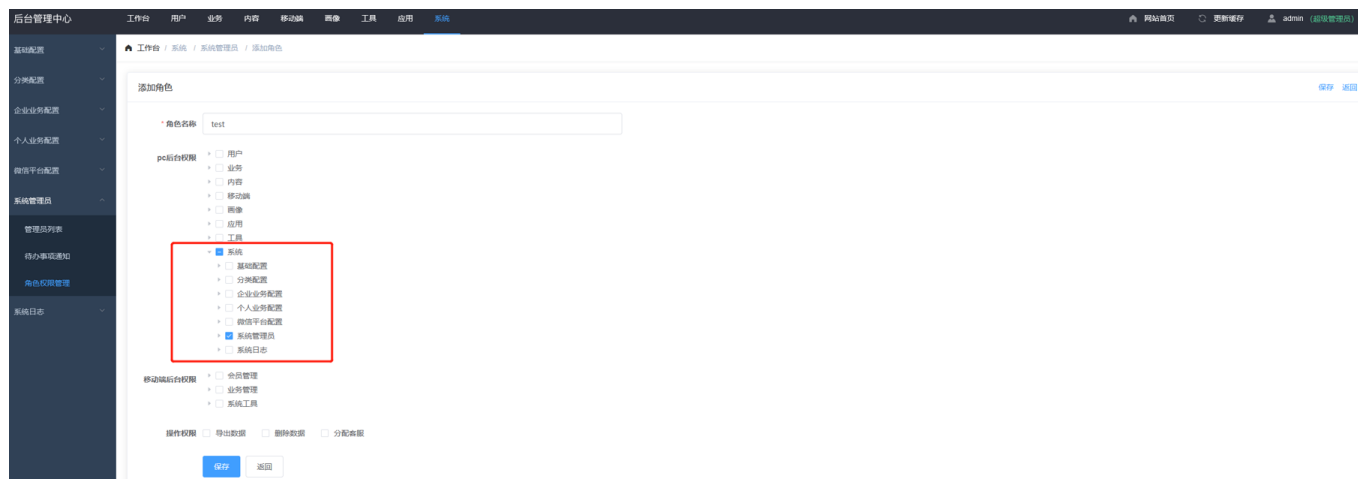 后台管理中心 工作台 用户 业务 内容 移动端 画像 工具 应用 系统 网站首页 更新缓存 admin (超级管理员)
基础配置
工作台 / 系统 / 系统管理员 / 添加角色
分类配置
添加角色 保存 返回
企业业务配置
* 角色名称 test
个人业务配置
pc后台权限 用户
业务
微信平台配置
内容
移动端
系统管理员
画像
应用
管理员列表
工具
系统
待办事项通知
基础配置
分类配置
角色权限管理
企业业务配置
个人业务配置
系统日志
微信平台配置
系统管理员
系统日志
移动端后台权限 会员管理
业务管理
系统工具
操作权限 导出数据 删除数据 分配客服
保存 返回